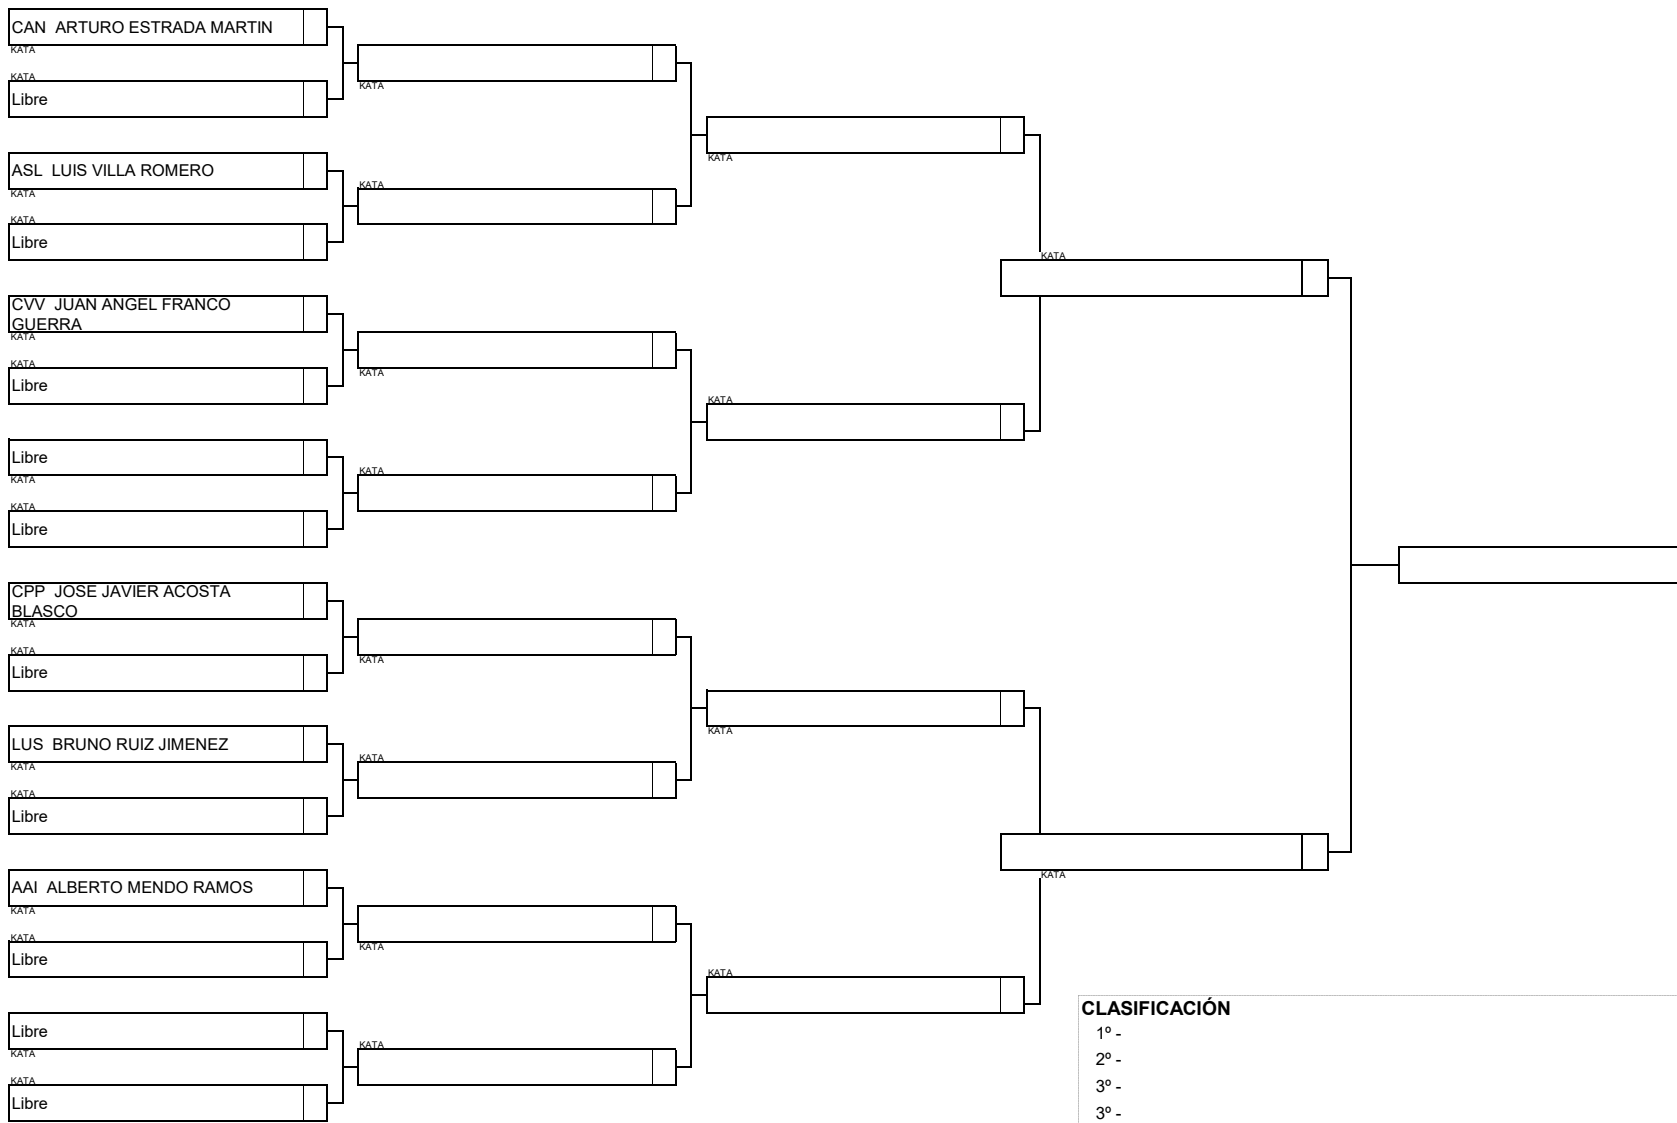 CAN  ARTURO ESTRADA MARTIN
KATA
KATA
Libre
ASL  LUIS VILLA ROMERO
KATA
KATA
Libre
CVV  JUAN ANGEL FRANCO
GUERRA
KATA
KATA
Libre
Libre
KATA
KATA
Libre
CPP  JOSE JAVIER ACOSTA
BLASCO
KATA
KATA
Libre
LUS  BRUNO RUIZ JIMENEZ
KATA
KATA
Libre
AAI  ALBERTO MENDO RAMOS
KATA
KATA
Libre
Libre
KATA
KATA
Libre
KATA
KATA
KATA
KATA
KATA
KATA
KATA
KATA
KATA
KATA
KATA
KATA
KATA
KATA
CLASIFICACIÓN
1º -
2º -
3º -
3º -